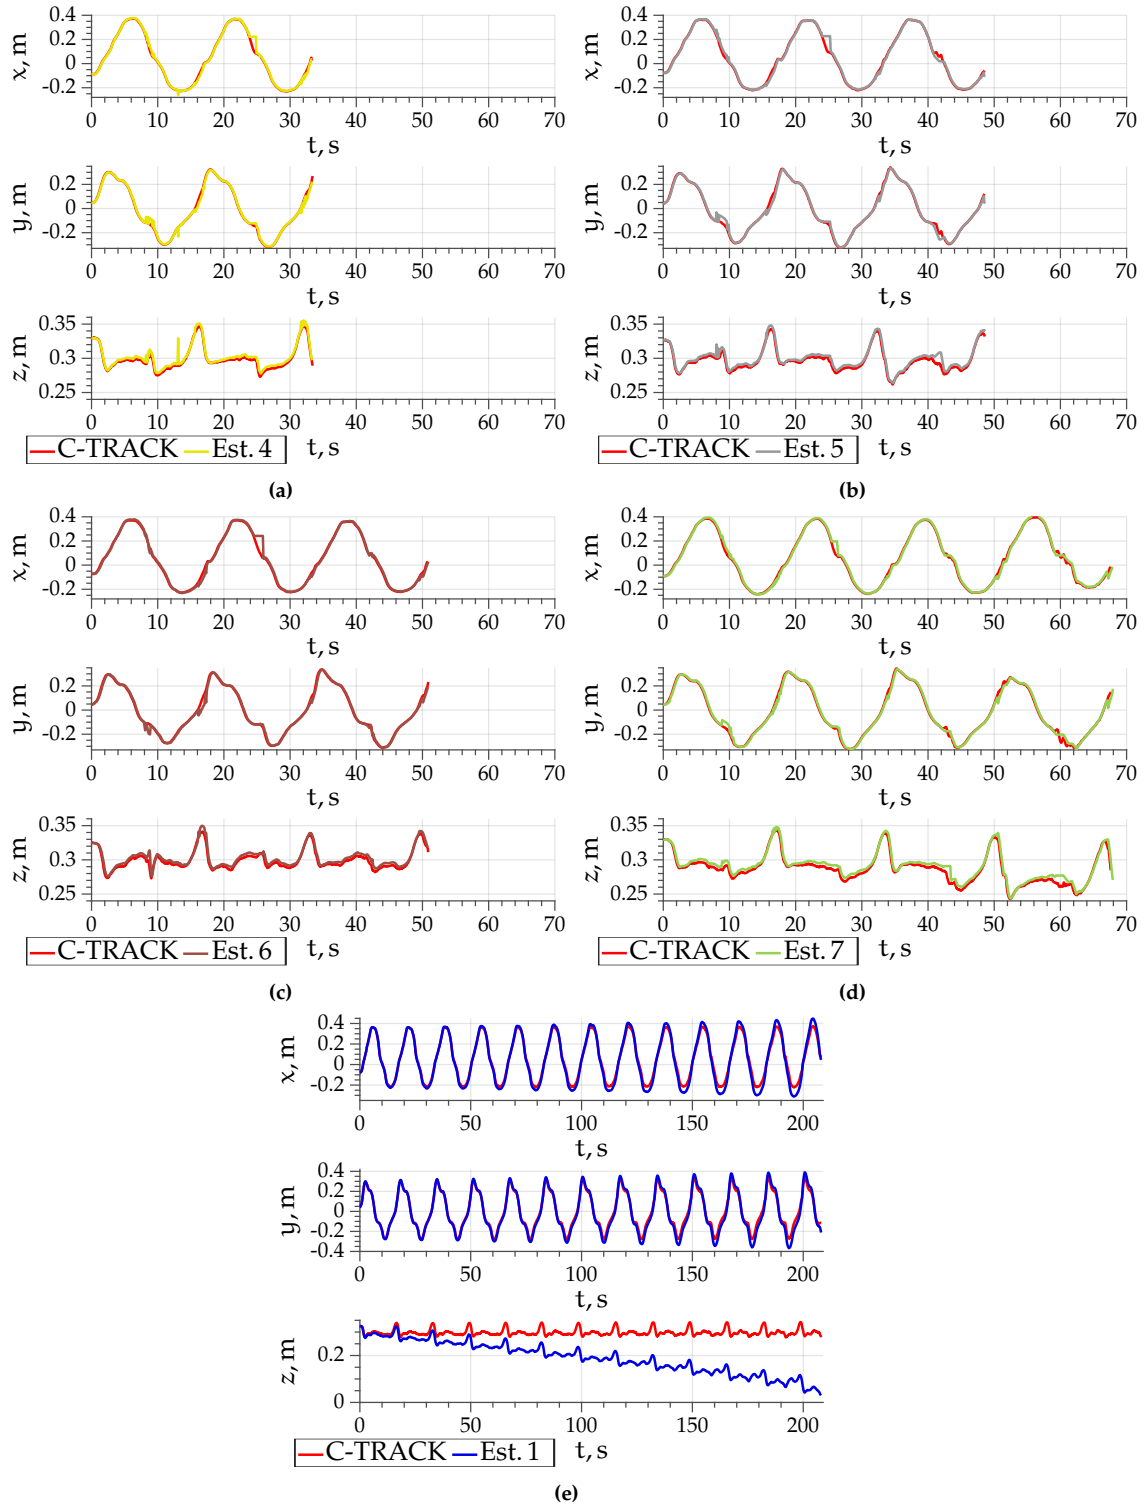 0.4 0.4
0.2 0.2
x, m x, m
0 0
-0.2 -0.2
0 10 20 30 40 50 60 70 0 10 20 30 40 50 60 70
t, s t, s
0.2 0.2
y, m y, m
0 0
-0.2 -0.2
0 10 20 30 40 50 60 70 0 10 20 30 40 50 60 70
t, s t, s
0.35 0.35
z, m z, m
0.3 0.3
0.25 0.25
0 10 20 30 40 50 60 70 0 10 20 30 40 50 60 70
C-TRACK Est. 4 t, s C-TRACK Est. 5 t, s
(a) (b)
0.4 0.4
0.2 0.2
x, m x, m
0 0
-0.2 -0.2
0 10 20 30 40 50 60 70 0 10 20 30 40 50 60 70
t, s t, s
0.2 0.2
y, m y, m
0 0
-0.2 -0.2
0 10 20 30 40 50 60 70 0 10 20 30 40 50 60 70
t, s t, s
0.35 0.35
z, m z, m
0.3 0.3
0.25 0.25
0 10 20 30 40 50 60 70 0 10 20 30 40 50 60 70
C-TRACK Est. 6 t, s C-TRACK Est. 7 t, s
(c) (d)
0.4
0.2
x, m
0
-0.2
50 100 150 200
t, s
0.4
0.2
y, m
0
-0.2
-0.4
0 50 100 150 200
t, s
z, m
0.2
0
0 50 100 150 200
C-TRACK Est. 1 t, s
(e)